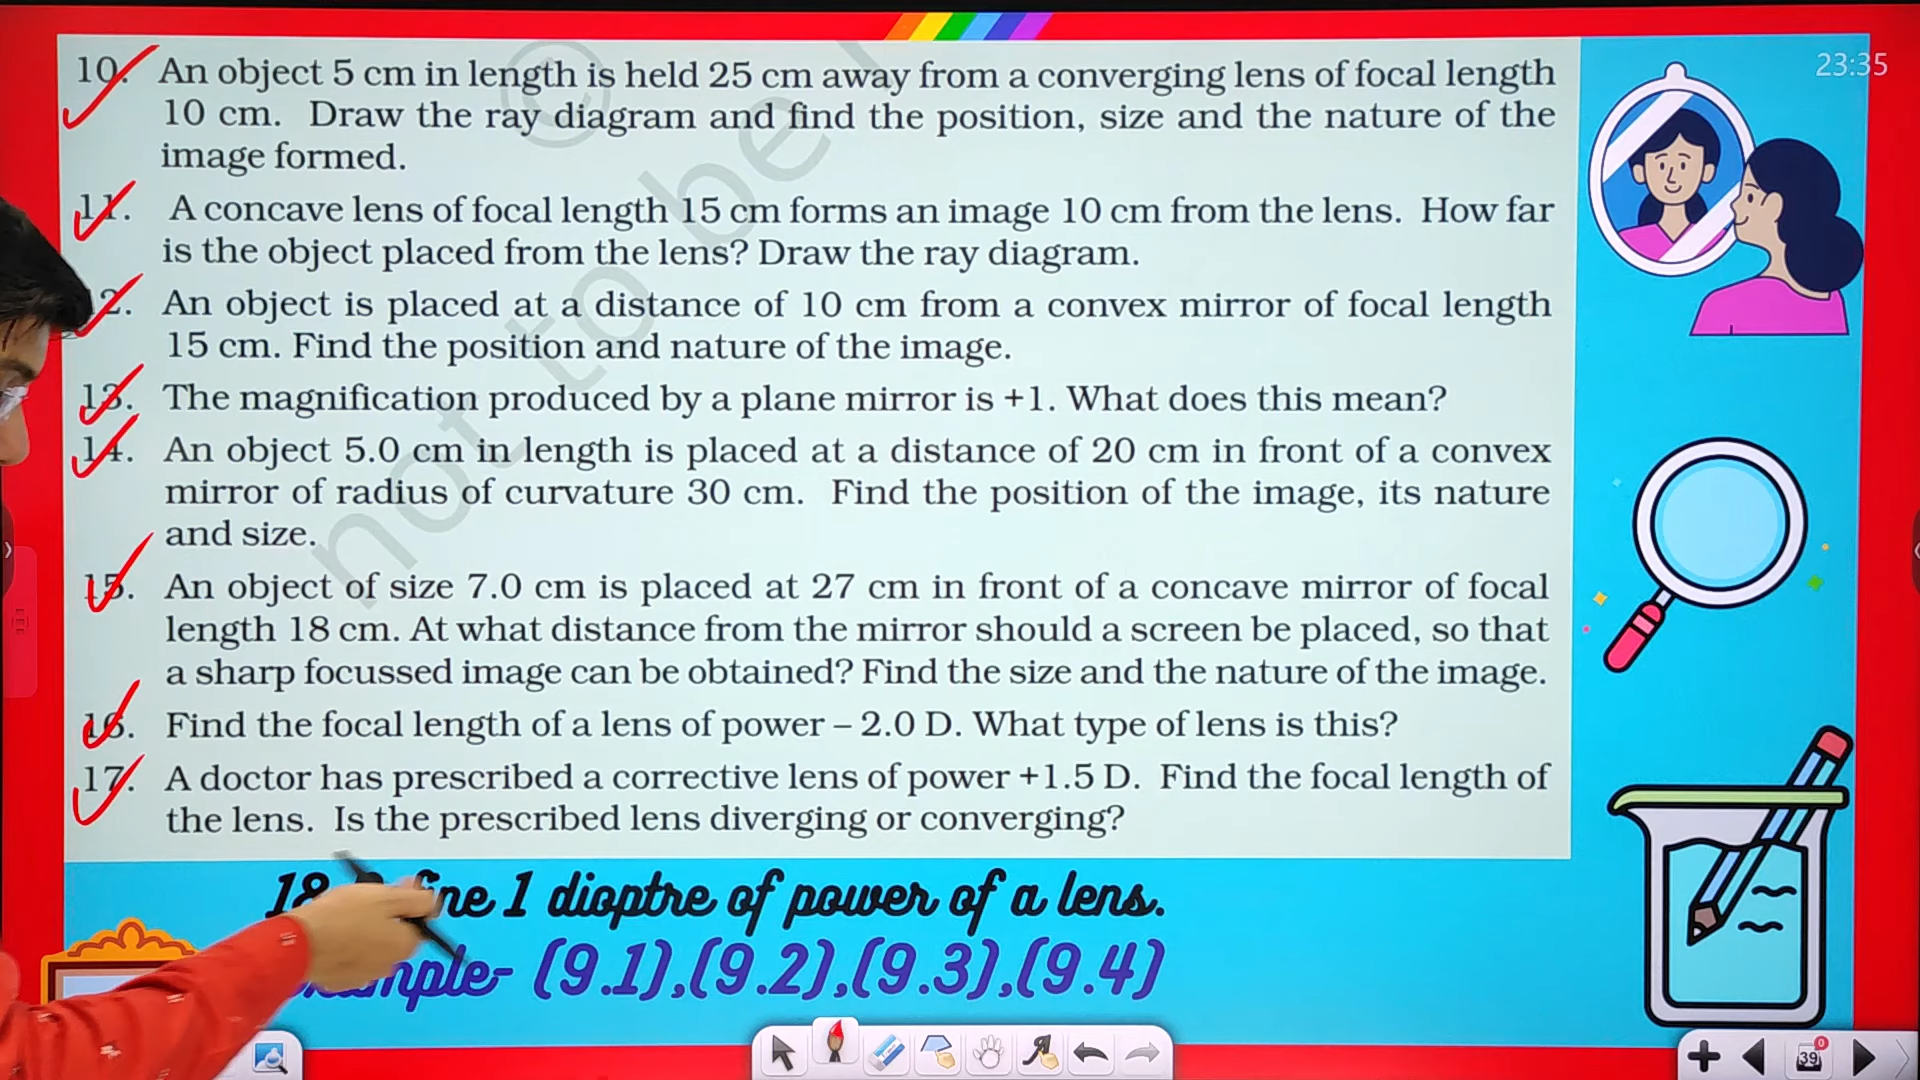 23:35
10. An object 5 cm in length is held 25 cm away from a converging lens of focal length
10 cm. Draw the ray diagram and find the position, size and the nature of the
image formed.
11. A concave lens of focal length 15 cm forms an image 10 cm from the lens. How far
is the object placed from the lens? Draw the ray diagram.
12. An object is placed at a distance of 10 cm from a convex mirror of focal length
15 cm. Find the position and nature of the image.
13. The magnification produced by a plane mirror is +1. What does this mean?
14. An object 5.0 cm in length is placed at a distance of 20 cm in front of a convex
mirror of radius of curvature 30 cm. Find the position of the image, its nature
and size.
15. An object of size 7.0 cm is placed at 27 cm in front of a concave mirror of focal
length 18 cm. At what distance from the mirror should a screen be placed, so that
a sharp focussed image can be obtained? Find the size and the nature of the image.
16. Find the focal length of a lens of power – 2.0 D. What type of lens is this?
17. A doctor has prescribed a corrective lens of power +1.5 D. Find the focal length of
the lens. Is the prescribed lens diverging or converging?
18 1 dioptre of power of a lens.
(9.1),(9.2),(9.3),(9.4)
© not to be
39
0